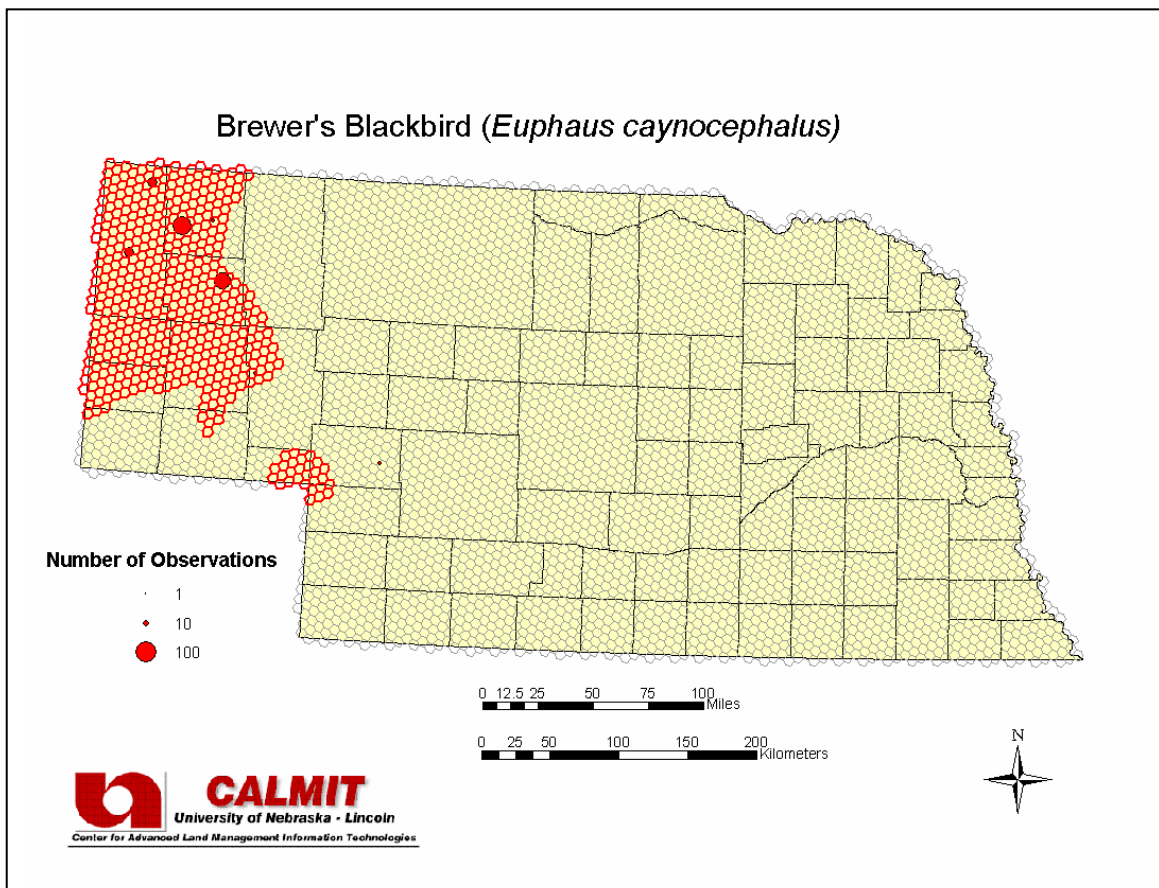 Brewer's Blackbird (Euphaus caynocephalus)
Number of Observations
1
10
100
0 12.5 25 50 75 100
Miles
0 25 50 100 150 200
Kilometers
N
CALMIT
University of Nebraska - Lincoln
Center for Advanced Land Management Information Technologies